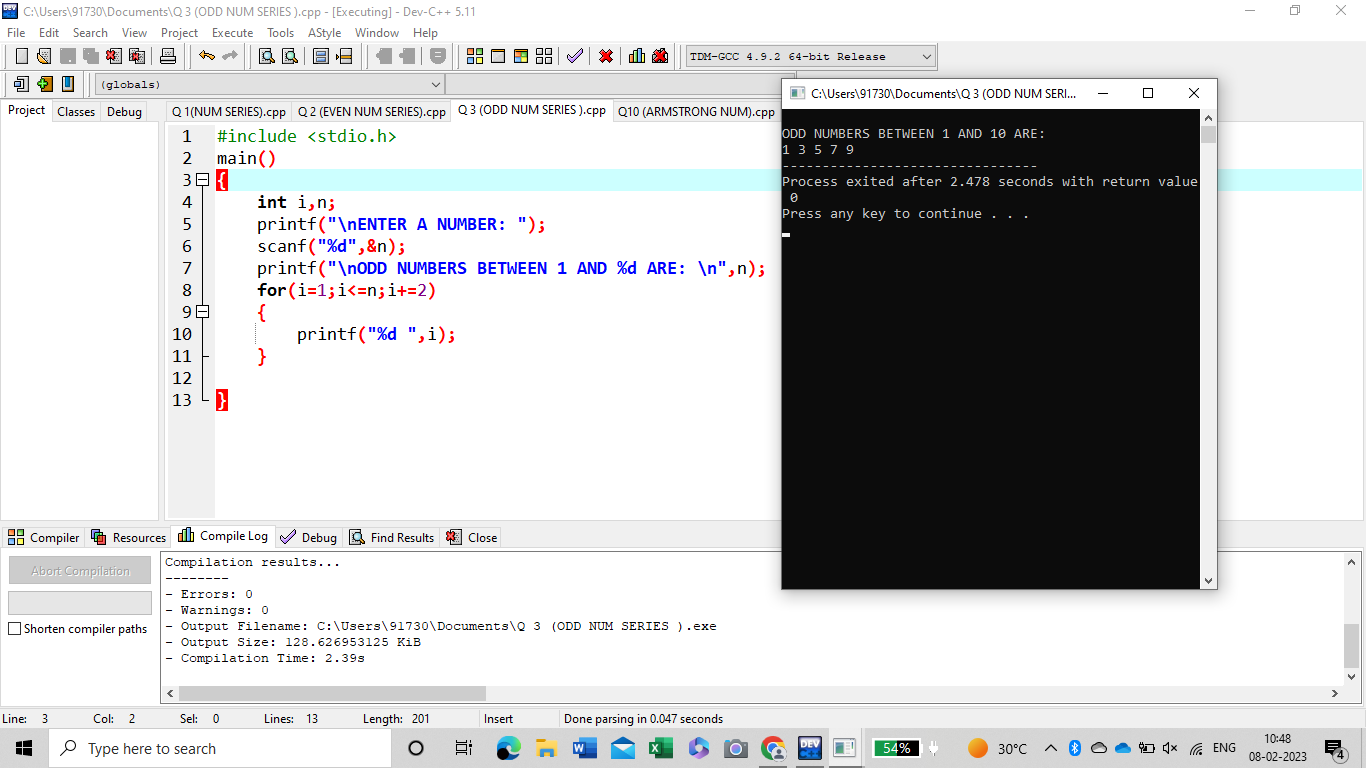 C:\Users\91730\Documents\Q 3 (ODD NUM SERIES ).cpp - [Executing] - Dev-C++ 5.11
File Edit Search View Project Execute Tools AStyle Window Help
TDM-GCC 4.9.2 64-bit Release
(globals)
Project Classes Debug
Q 1(NUM SERIES).cpp Q 2 (EVEN NUM SERIES).cpp Q 3 (ODD NUM SERIES ).cpp Q10 (ARMSTRONG NUM).cpp
1 #include <stdio.h>
2 main()
3 {
4 int i,n;
5 printf("\nENTER A NUMBER: ");
6 scanf("%d",&n);
7 printf("\nODD NUMBERS BETWEEN 1 AND %d ARE: \n",n);
8 for(i=1;i<=n;i+=2)
9 {
10 printf("%d ",i);
11 }
12
13 }
C:\Users\91730\Documents\Q 3 (ODD NUM SERI...
ODD NUMBERS BETWEEN 1 AND 10 ARE:
1 3 5 7 9
--------------------------------
Process exited after 2.478 seconds with return value
0
Press any key to continue . . .
Compiler Resources Compile Log Debug Find Results Close
Abort Compilation
Shorten compiler paths
Compilation results...
--------
- Errors: 0
- Warnings: 0
- Output Filename: C:\Users\91730\Documents\Q 3 (ODD NUM SERIES ).exe
- Output Size: 128.626953125 KiB
- Compilation Time: 2.39s
Line: 3 Col: 2 Sel: 0 Lines: 13 Length: 201 Insert Done parsing in 0.047 seconds
Type here to search
DEV
54%
30°C
ENG
10:48
08-02-2023
4